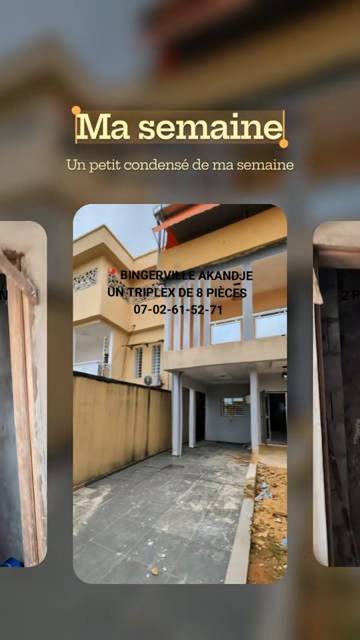 Ma semaine
Un petit condensé de ma semaine
BINGERVILLE AKANDJE
UN TRIPLEX DE 8 PIÈCES
07-02-61-52-71